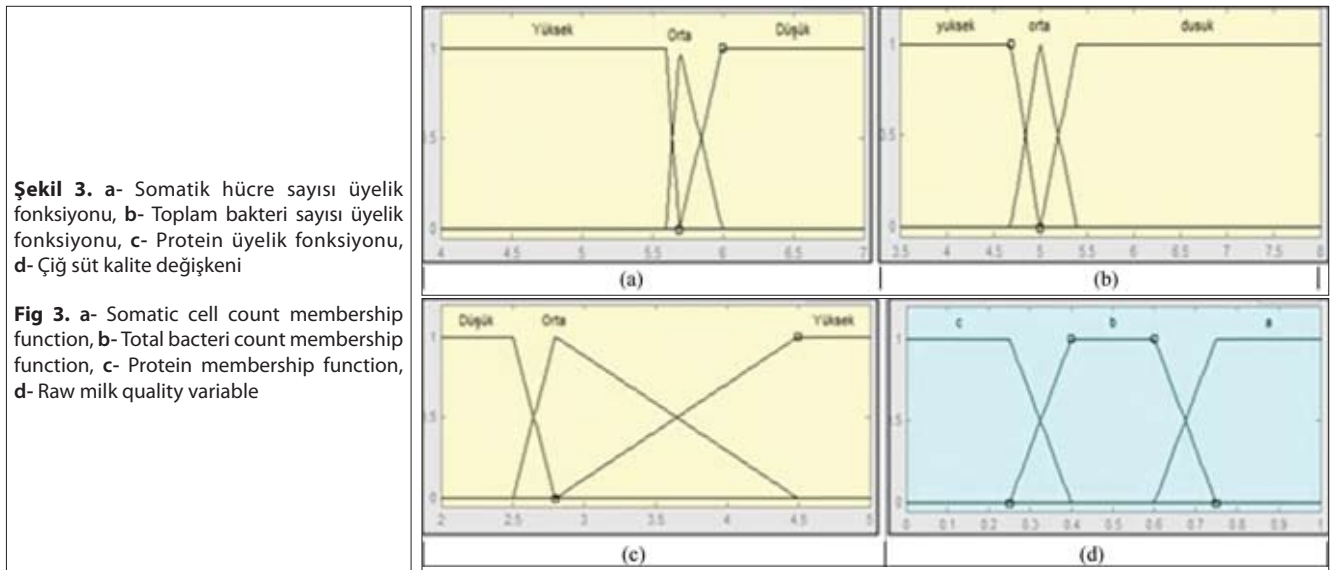 Şekil 3. a- Somatik hücre sayısı üyelik
fonksiyonu, b- Toplam bakteri sayısı üyelik
fonksiyonu, c- Protein üyelik fonksiyonu,
d- Çiğ süt kalite değişkeni
Fig 3. a- Somatic cell count membership
function, b- Total bacteri count membership
function, c- Protein membership function,
d- Raw milk quality variable
Yüksek Orta Düşük
1
0.5
0
4 4.5 5 5.5 6 6.5 7
(a)
yuksek orta dusuk
1
0.5
0
3.5 4 4.5 5 5.5 6 6.5 7 7.5 8
(b)
Düşük Orta Yüksek
1
0.5
0
2 2.5 3 3.5 4 4.5 5
(c)
c b a
1
0.5
0
0 0.1 0.2 0.3 0.4 0.5 0.6 0.7 0.8 0.9 1
(d)